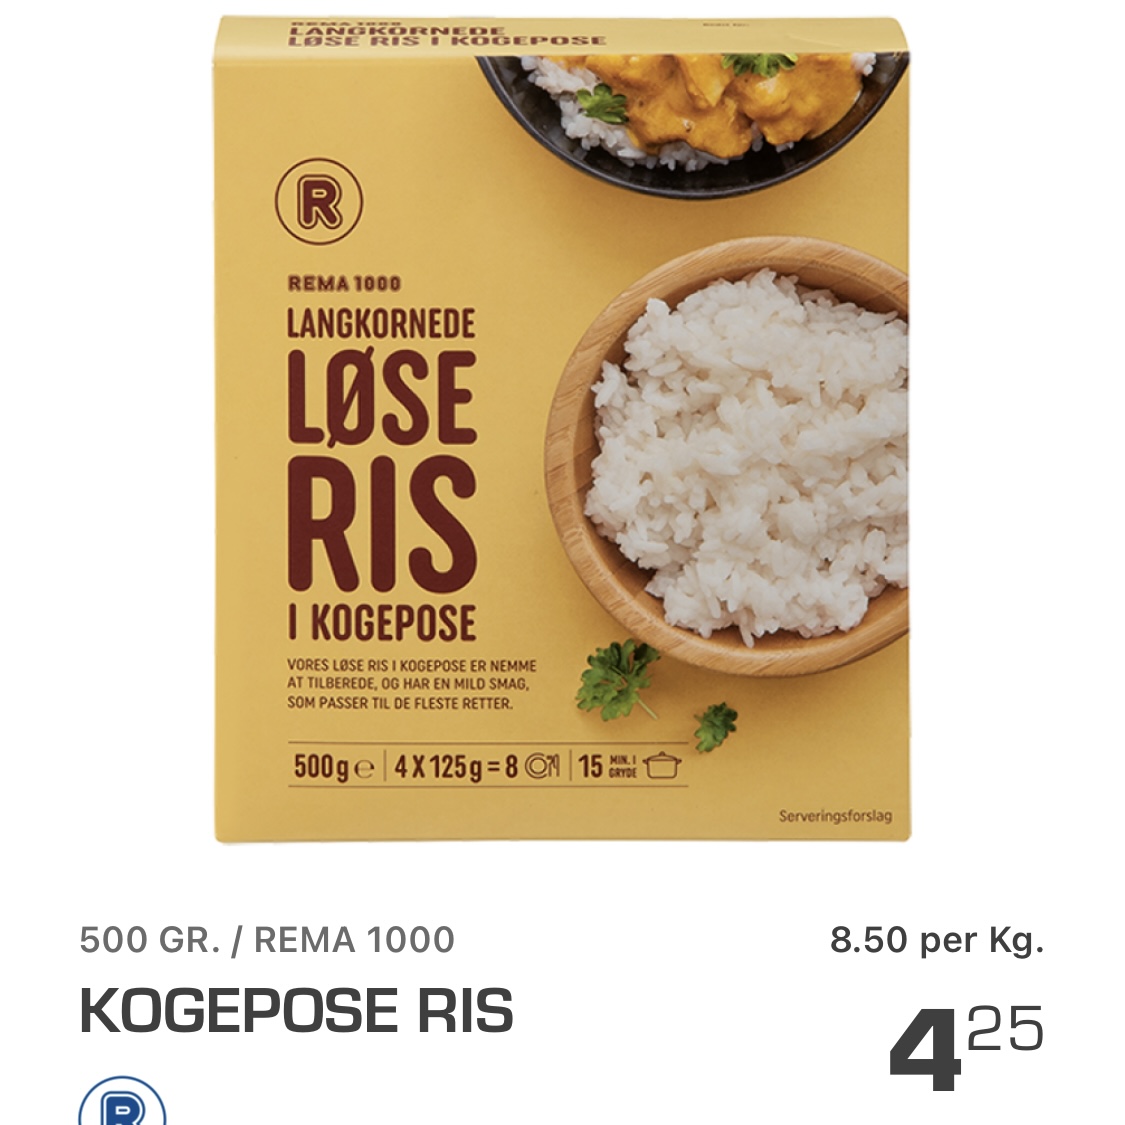 REMA 1000
LANGKORNEDE
LØSE RIS I KOGEPOSE
R
REMA 1000
LANGKORNEDE
LØSE
RIS
I KOGEPOSE
VORES LØSE RIS I KOGEPOSE ER NEMME
AT TILBEREDE, OG HAR EN MILD SMAG,
SOM PASSER TIL DE FLESTE RETTER.
500g ℮ 4 X 125g = 8 15 MIN. I
GRYDE
Serveringsforslag
500 GR. / REMA 1000 8.50 per Kg.
KOGEPOSE RIS 4 25
R